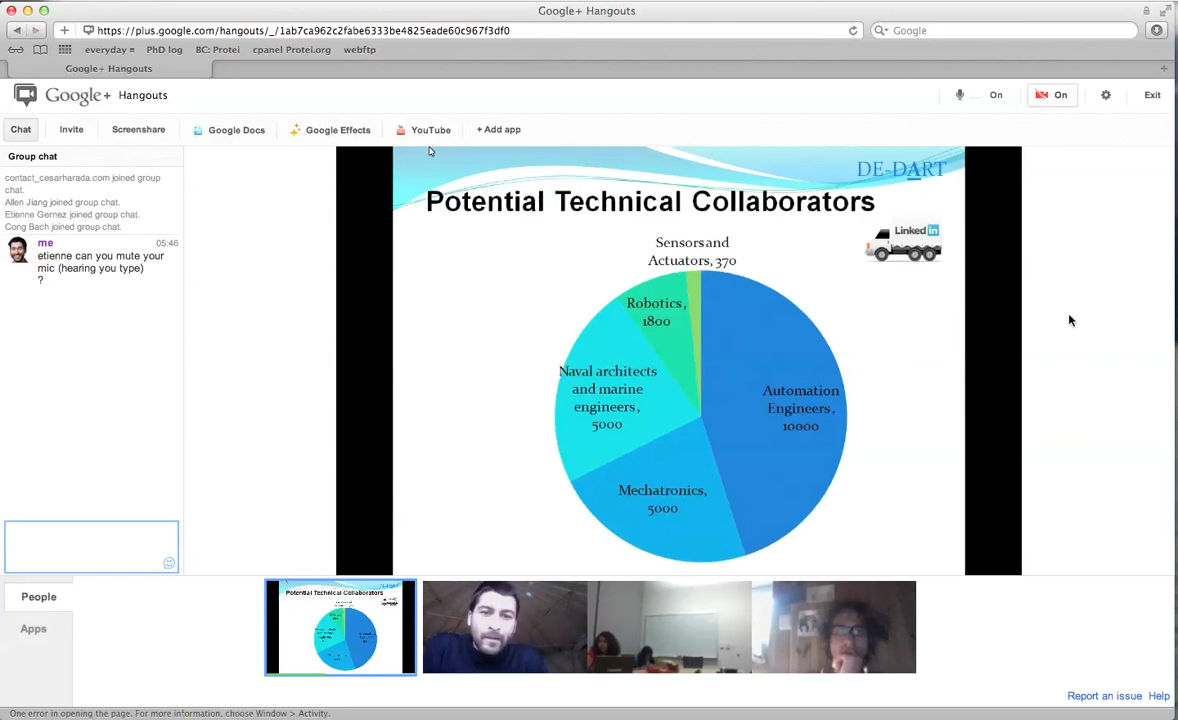 Google+ Hangouts
https://plus.google.com/hangouts/_/1ab7ca962c2fabe6333be4825eade60c967f3df0
Google
everyday
PhD log
BC: Protei
cpanel Protei.org
webftp
Google+ Hangouts
Google+ Hangouts
On
On
Exit
Chat
Invite
Screenshare
Google Docs
Google Effects
YouTube
+ Add app
Group chat
contact_cesarharada.com joined group
chat.
Allen Jiang joined group chat.
Etienne Gernez joined group chat.
Cong Bach joined group chat.
me
05:46
etienne can you mute your
mic (hearing you type)
?
DE-DART
Potential Technical Collaborators
Linked in
Sensors and
Actuators, 370
Robotics,
1800
Naval architects
and marine
engineers,
5000
Automation
Engineers,
10000
Mechatronics,
5000
People
Apps
Potential Technical Collaborators
Report an issue
Help
One error in opening the page. For more information, choose Window > Activity.